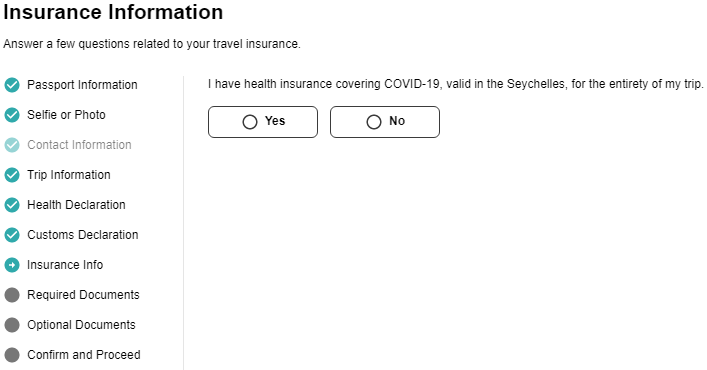 Insurance Information
Answer a few questions related to your travel insurance.
Passport Information
Selfie or Photo
Contact Information
Trip Information
Health Declaration
Customs Declaration
Insurance Info
Required Documents
Optional Documents
Confirm and Proceed
I have health insurance covering COVID-19, valid in the Seychelles, for the entirety of my trip.
Yes
No